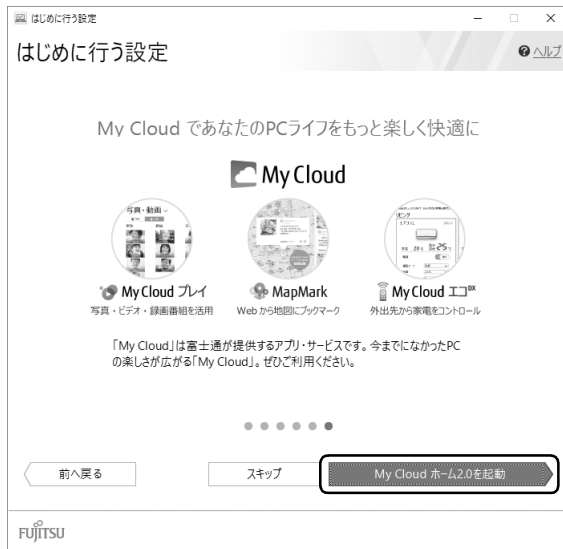 はじめに行う設定
はじめに行う設定
ヘルプ
My Cloud であなたのPCライフをもっと楽しく快適に
My Cloud
写真・動画
My Cloud プレイ
写真・ビデオ・録画番組を活用
MapMark
Webから地図にブックマーク
My Cloud エコDX
外出先から家電をコントロール
「My Cloud」は富士通が提供するアプリ・サービスです。今までになかったPC
の楽しさが広がる「My Cloud」。ぜひご利用ください。
前へ戻る
スキップ
My Cloud ホーム2.0を起動
FUJITSU